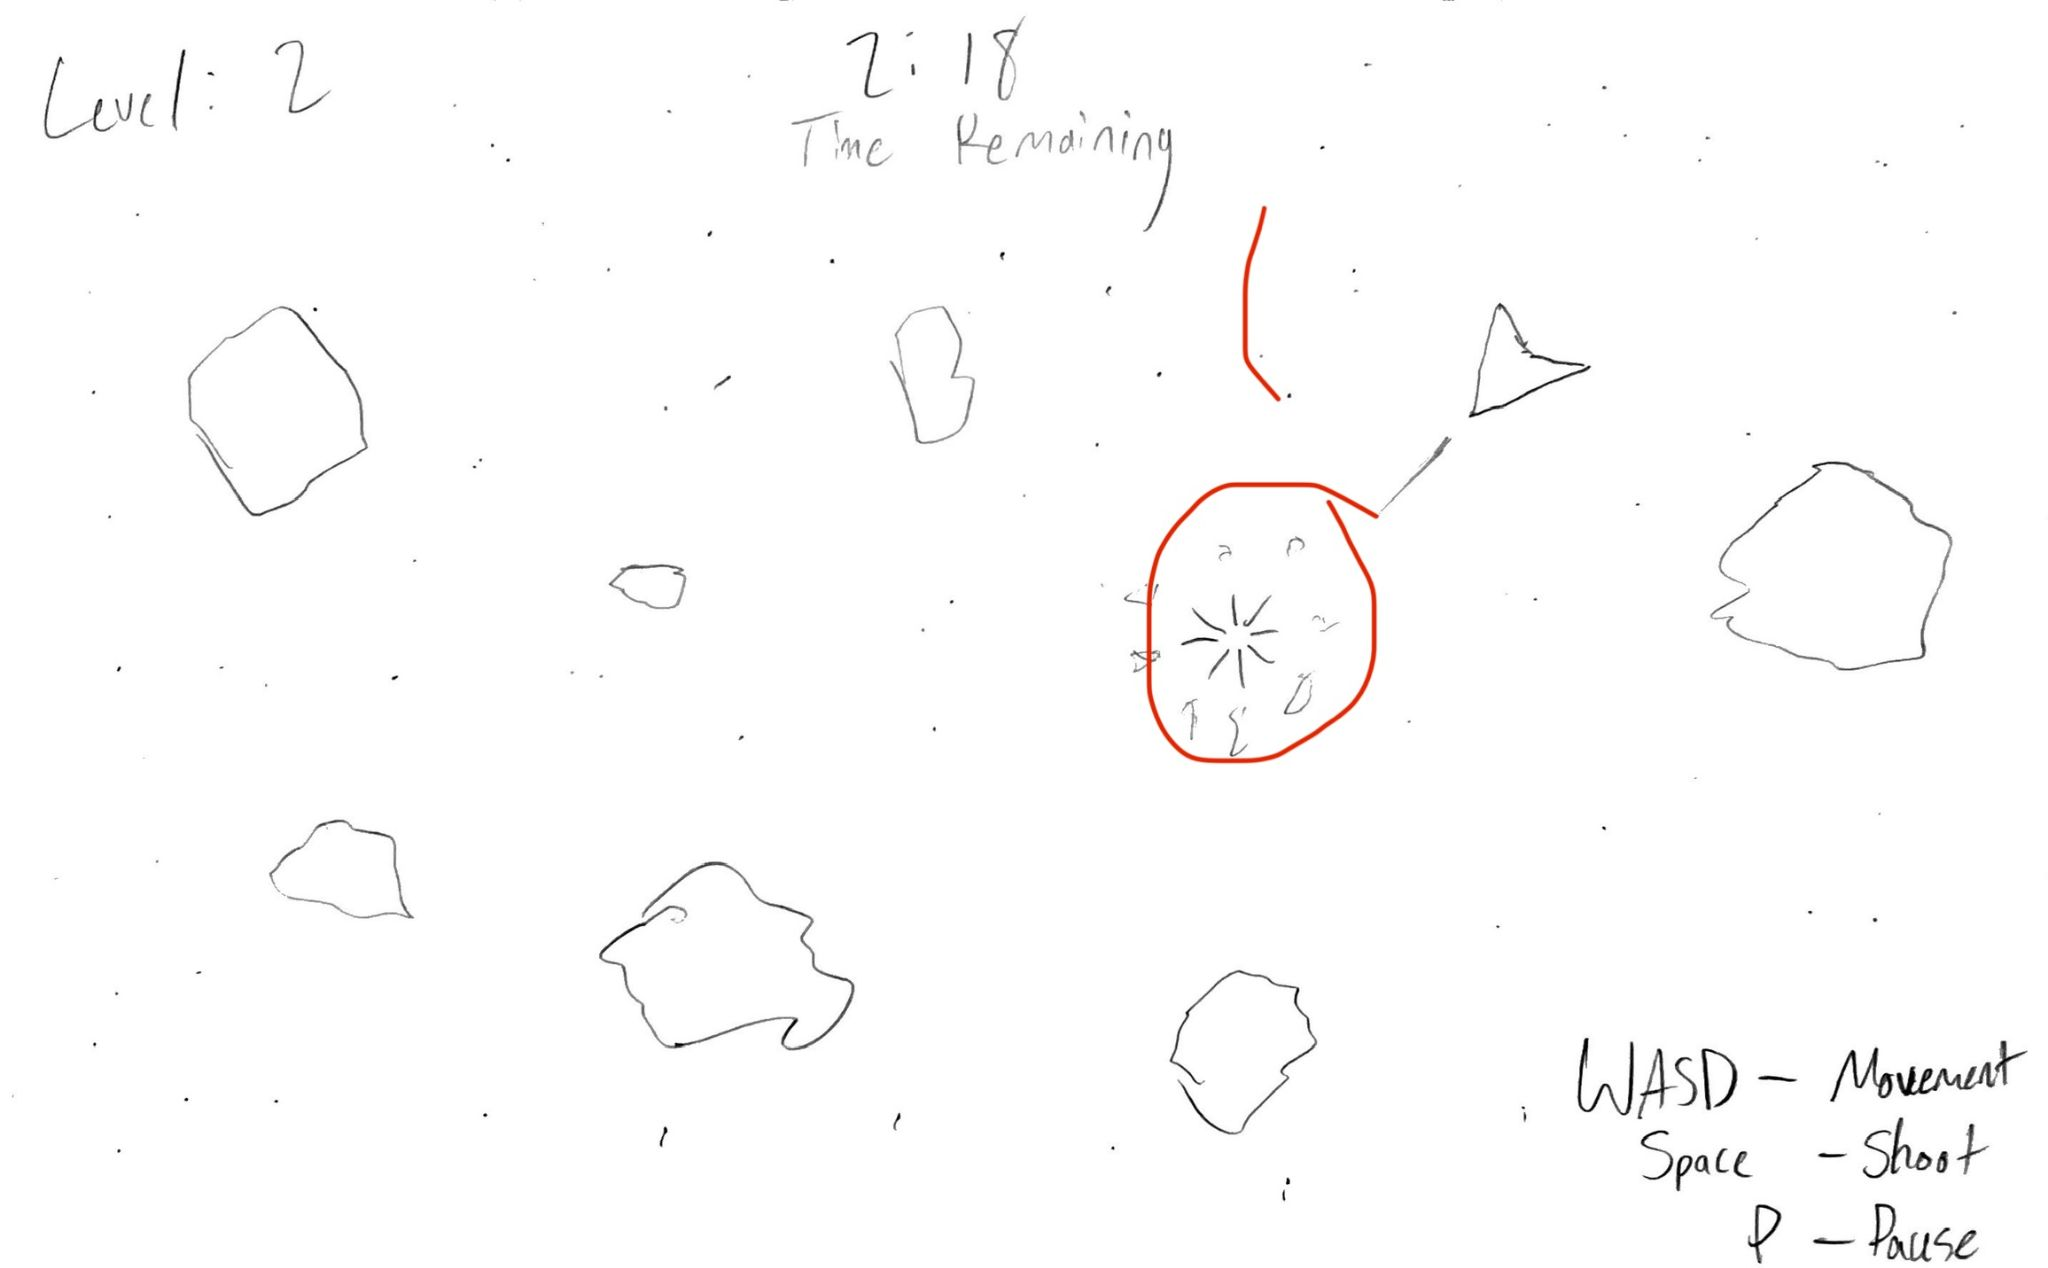 Level: 2
2:18
Time Remaining
WASD - Movement
Space - Shoot
P - Pause